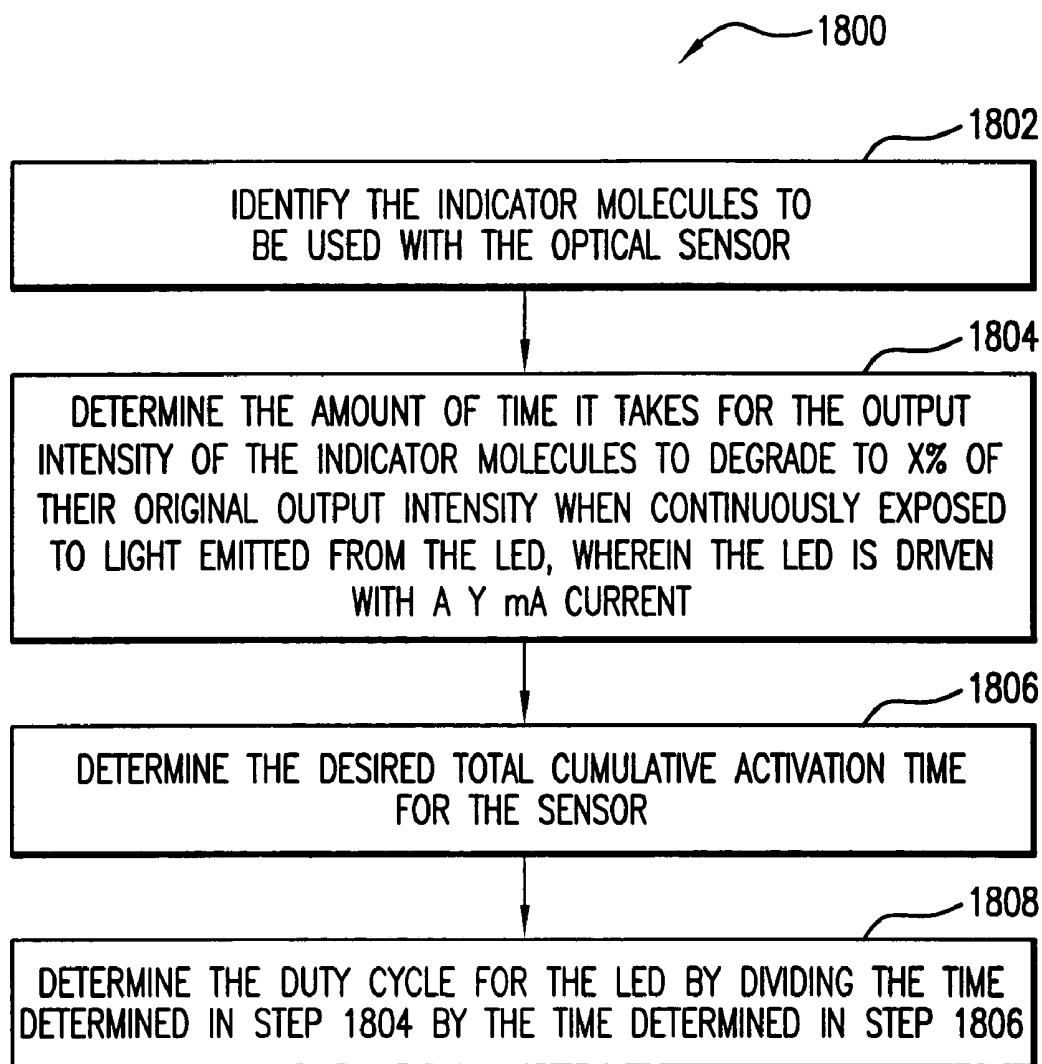 1800
1802
IDENTIFY THE INDICATOR MOLECULES TO
BE USED WITH THE OPTICAL SENSOR
1804
DETERMINE THE AMOUNT OF TIME IT TAKES FOR THE OUTPUT
INTENSITY OF THE INDICATOR MOLECULES TO DEGRADE TO X% OF
THEIR ORIGINAL OUTPUT INTENSITY WHEN CONTINUOUSLY EXPOSED
TO LIGHT EMITTED FROM THE LED, WHEREIN THE LED IS DRIVEN
WITH A Y mA CURRENT
1806
DETERMINE THE DESIRED TOTAL CUMULATIVE ACTIVATION TIME
FOR THE SENSOR
1808
DETERMINE THE DUTY CYCLE FOR THE LED BY DIVIDING THE TIME
DETERMINED IN STEP 1804 BY THE TIME DETERMINED IN STEP 1806